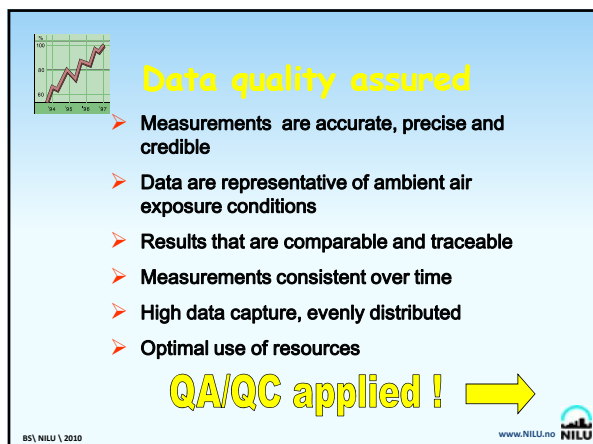 %
100
80
60
'94 '95 '96 '97
Data quality assured
Measurements are accurate, precise and
credible
Data are representative of ambient air
exposure conditions
Results that are comparable and traceable
Measurements consistent over time
High data capture, evenly distributed
Optimal use of resources
QA/QC applied !
BS\ NILU \ 2010
www.NILU.no
NILU